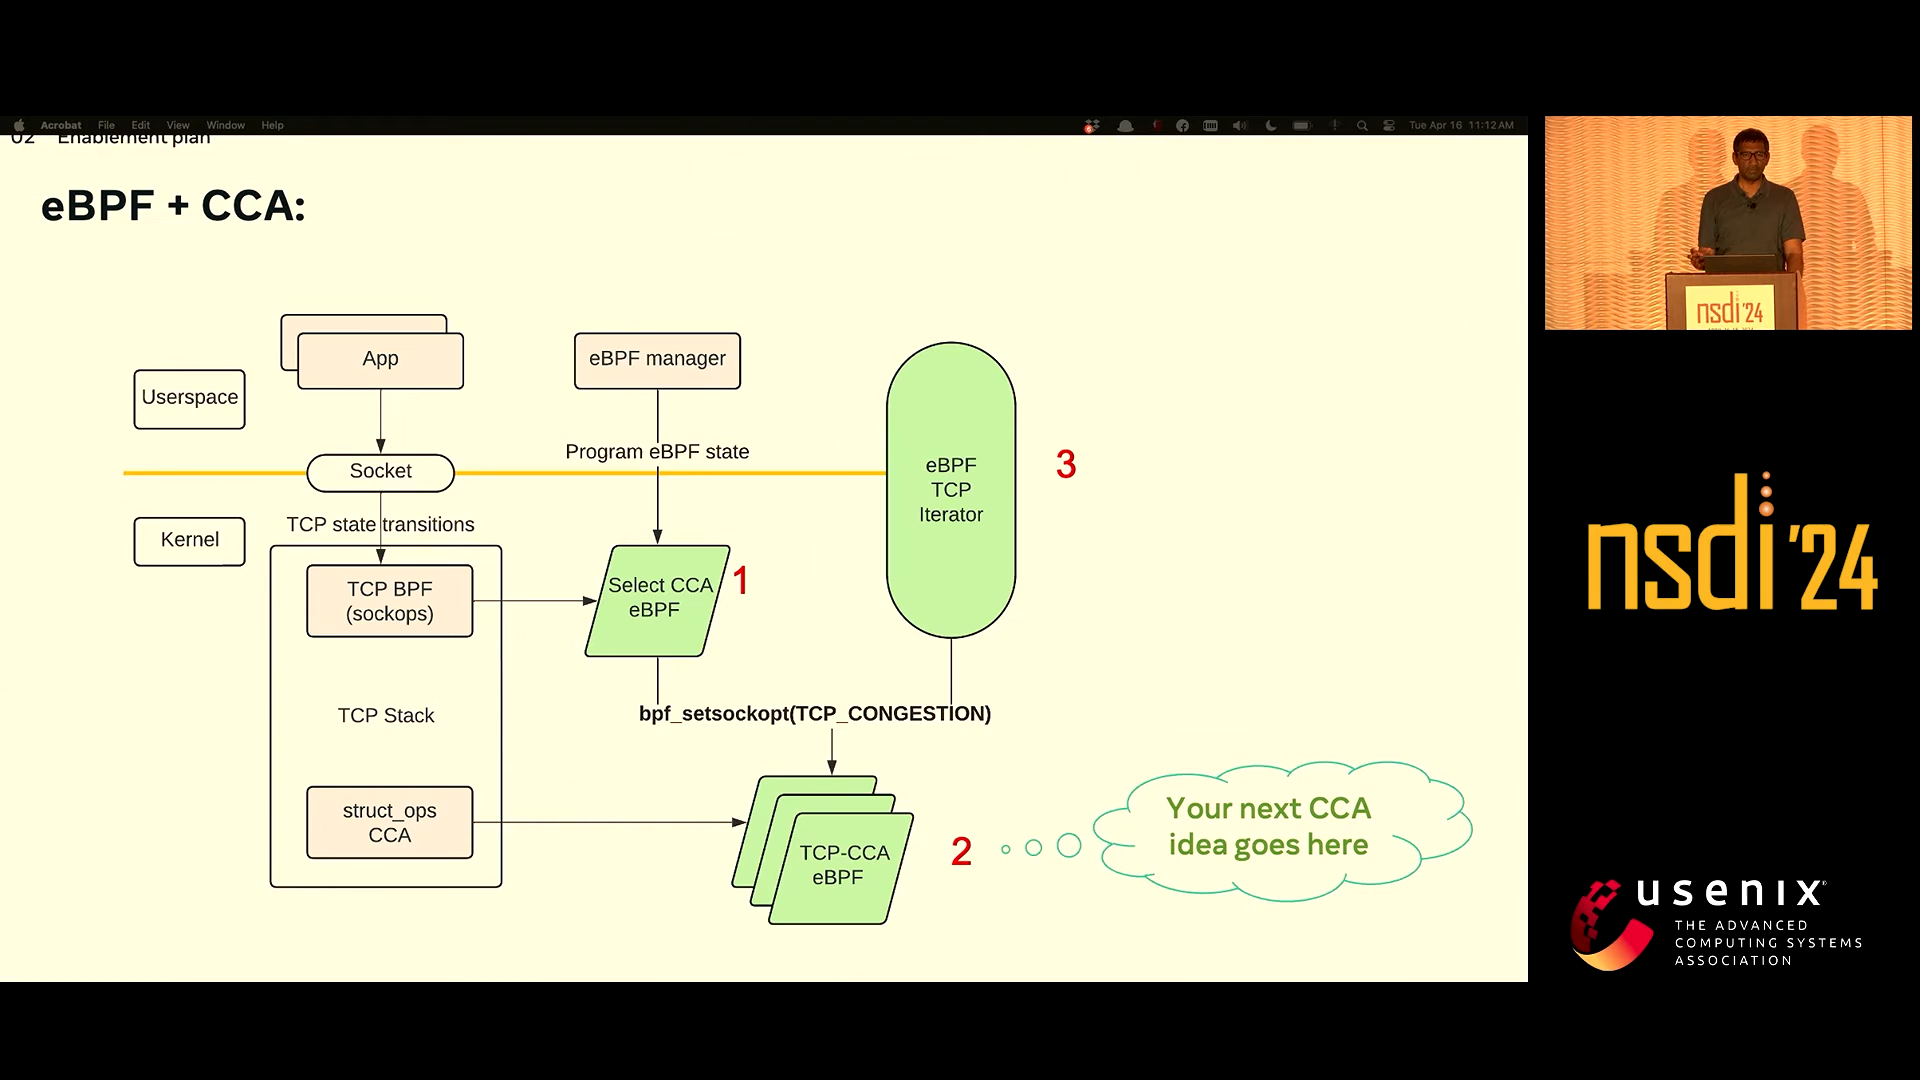 Acrobat File Edit View Window Help
Tue Apr 16 11:12 AM
02 Enablement plan
eBPF + CCA:
App
eBPF manager
Userspace
Program eBPF state
Socket
eBPF
TCP
Iterator
3
TCP state transitions
Kernel
TCP BPF
(sockops)
Select CCA
eBPF
1
TCP Stack
bpf_setsockopt(TCP_CONGESTION)
struct_ops
CCA
TCP-CCA
eBPF
2
Your next CCA
idea goes here
nsdi '24
nsdi '24
usenix
THE ADVANCED
COMPUTING SYSTEMS
ASSOCIATION